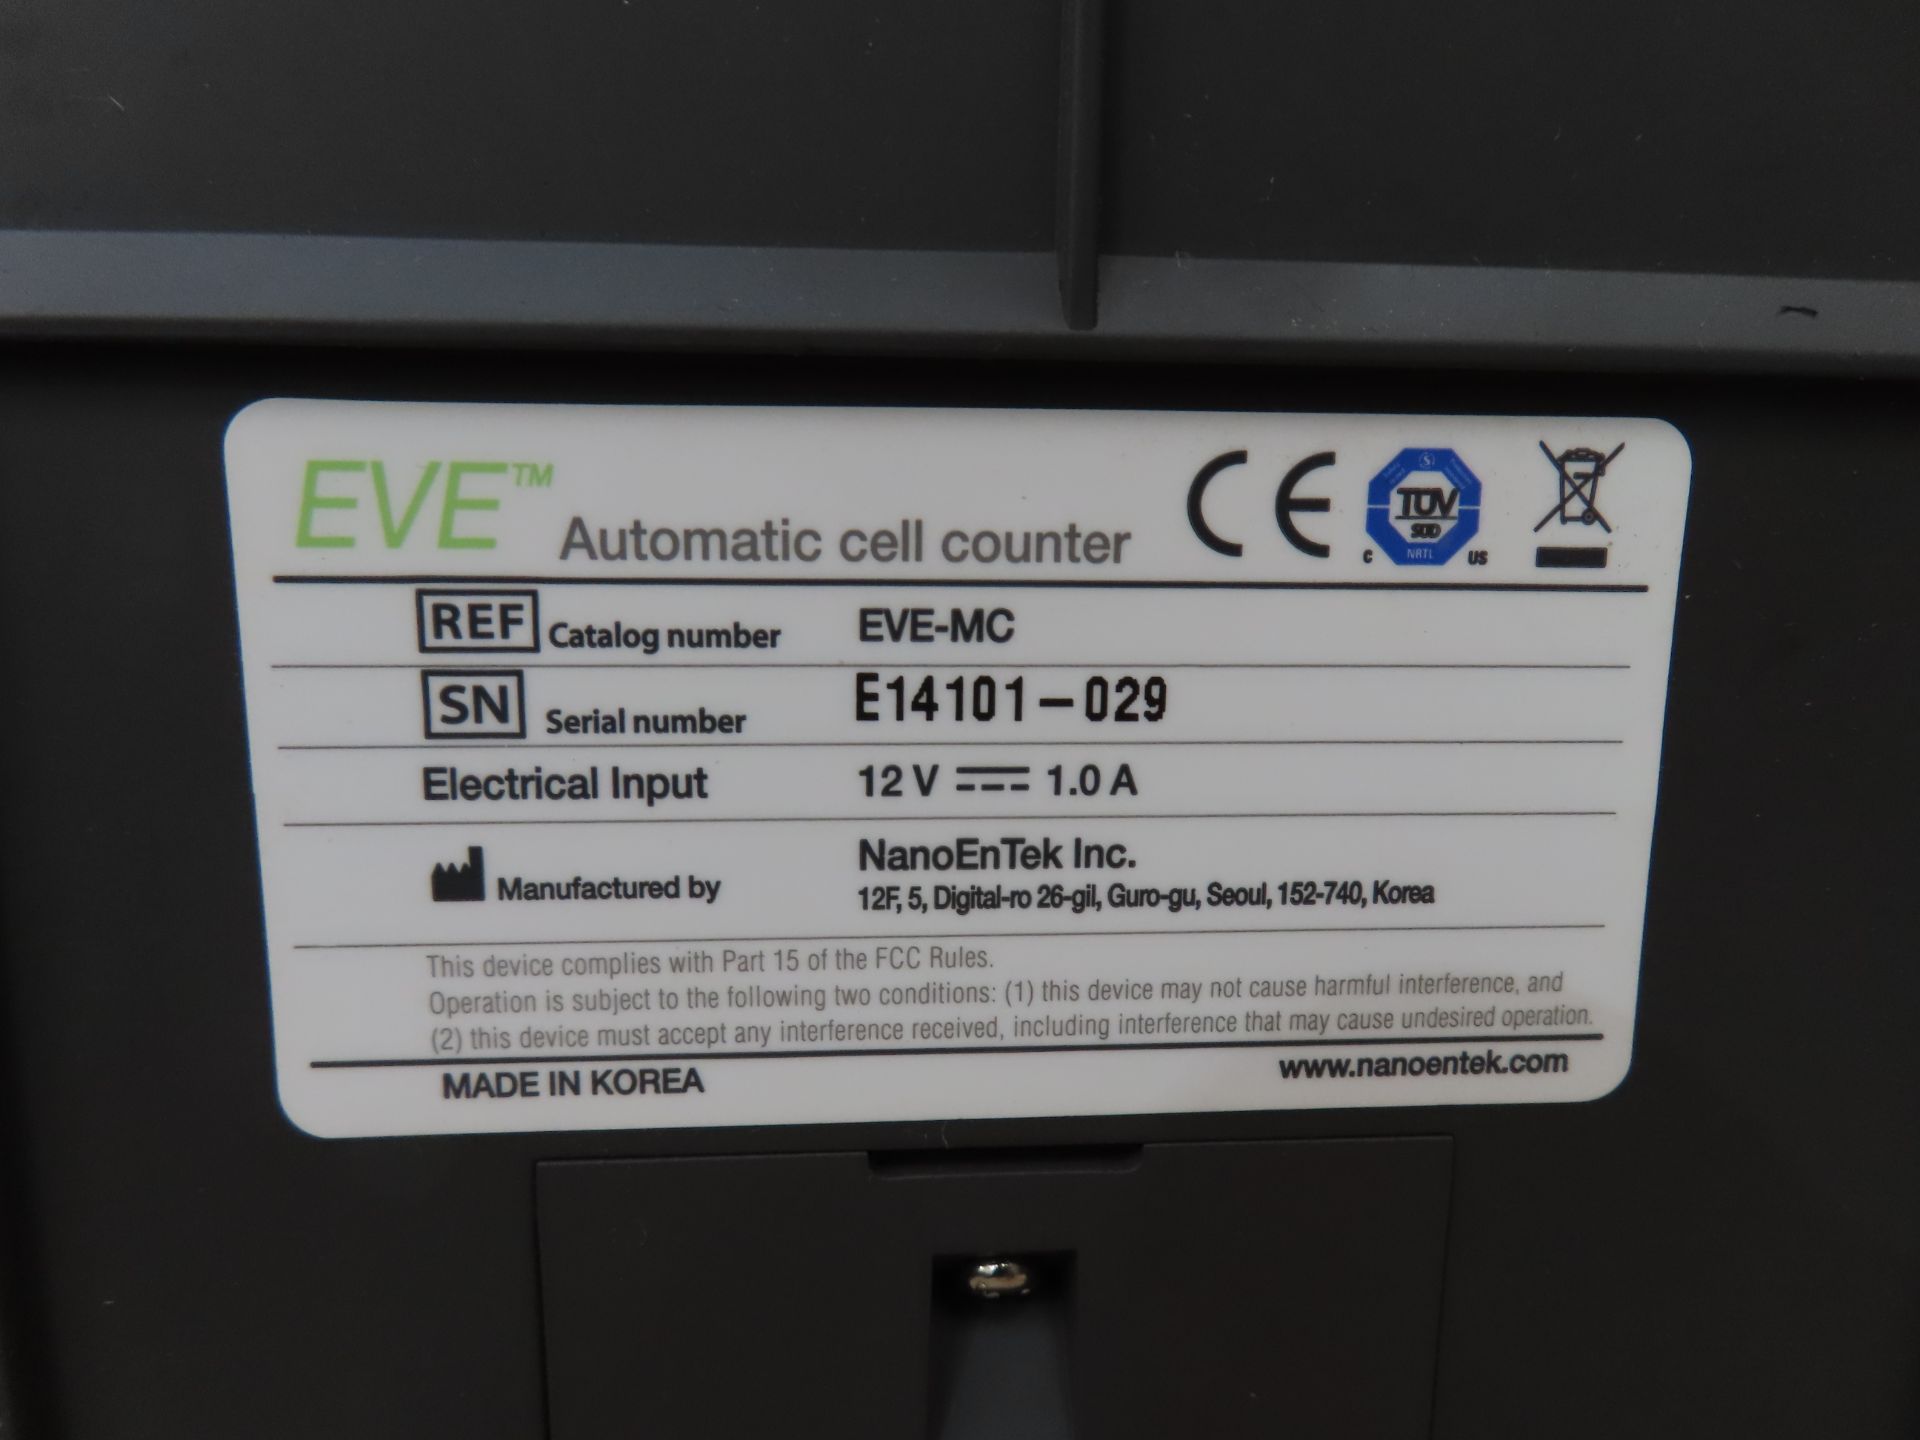 EVE™ Automatic cell counter
CE
TÜV
SÜD
NRTL
C US
REF Catalog number EVE-MC
SN Serial number E14101-029
Electrical Input 12 V ⎓ 1.0 A
Manufactured by NanoEnTek Inc.
12F, 5, Digital-ro 26-gil, Guro-gu, Seoul, 152-740, Korea
This device complies with Part 15 of the FCC Rules.
Operation is subject to the following two conditions: (1) this device may not cause harmful interference, and
(2) this device must accept any interference received, including interference that may cause undesired operation.
MADE IN KOREA www.nanoentek.com